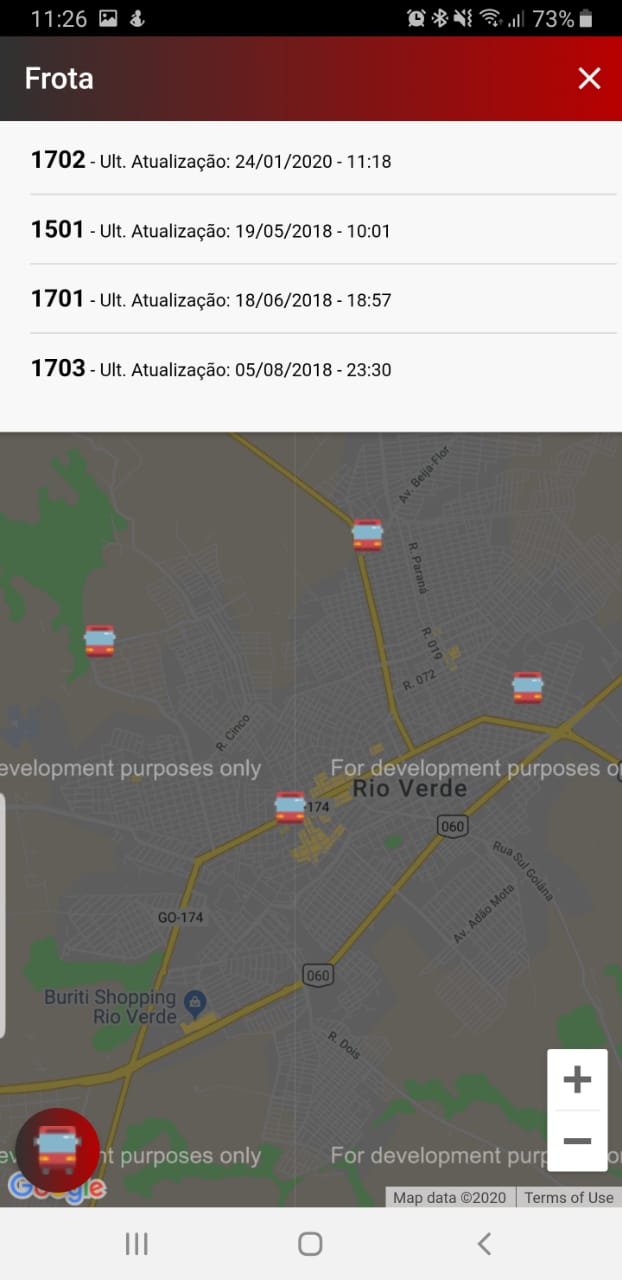 11:26
73%
Frota
1702 - Ult. Atualização: 24/01/2020 - 11:18
1501 - Ult. Atualização: 19/05/2018 - 10:01
1701 - Ult. Atualização: 18/06/2018 - 18:57
1703 - Ult. Atualização: 05/08/2018 - 23:30
Av. Beija-Flor
R. Paraná
R. 019
R. 072
R. Cinco
evelopment purposes only
For development purposes o
Rio Verde
-174
060
Rua Sul Goiâna
GO-174
Av. Adão Mota
060
Buriti Shopping
Rio Verde
R. Dois
nt purposes only
For development purp
Google
Map data ©2020
Terms of Use